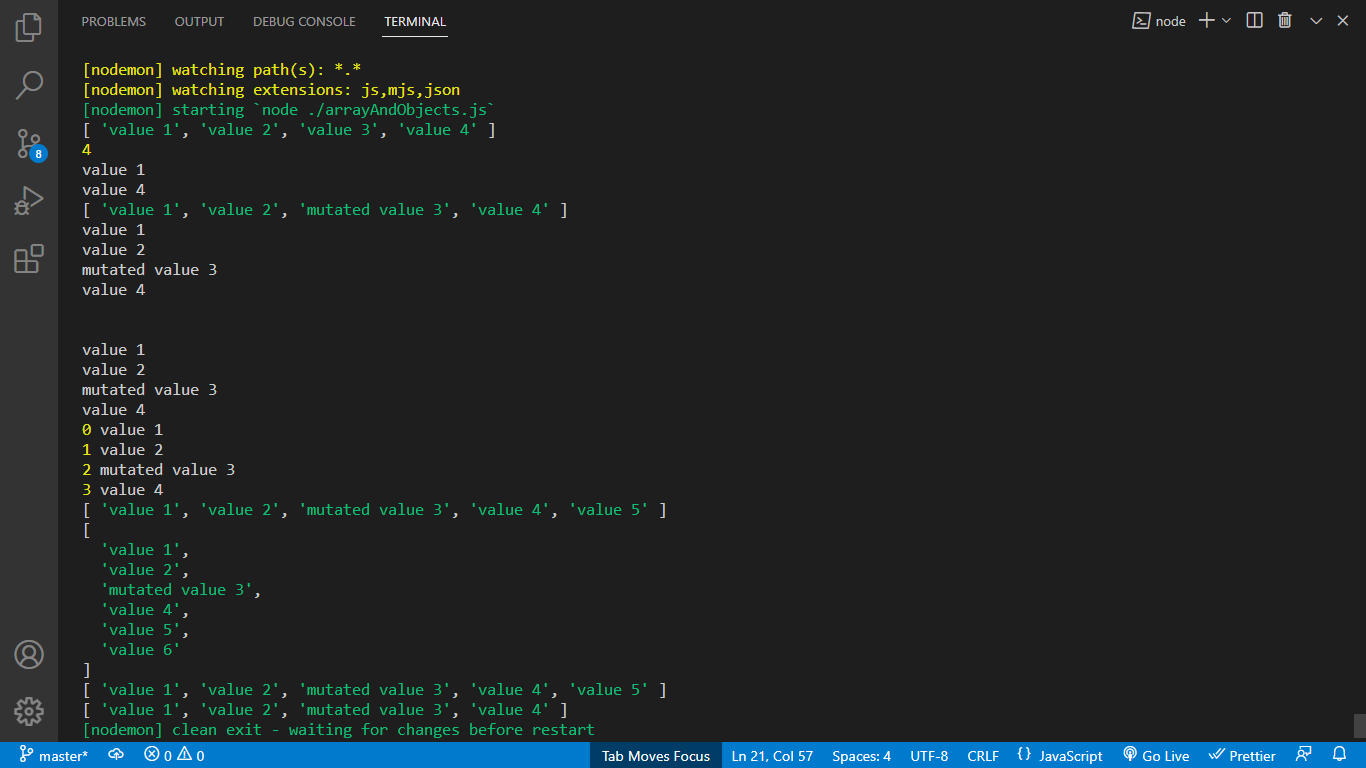 PROBLEMS OUTPUT DEBUG CONSOLE TERMINAL node
[nodemon] watching path(s): *.*
[nodemon] watching extensions: js,mjs,json
[nodemon] starting `node ./arrayAndObjects.js`
[ 'value 1', 'value 2', 'value 3', 'value 4' ]
4
value 1
value 4
[ 'value 1', 'value 2', 'mutated value 3', 'value 4' ]
value 1
value 2
mutated value 3
value 4
value 1
value 2
mutated value 3
value 4
0 value 1
1 value 2
2 mutated value 3
3 value 4
[ 'value 1', 'value 2', 'mutated value 3', 'value 4', 'value 5' ]
[
  'value 1',
  'value 2',
  'mutated value 3',
  'value 4',
  'value 5',
  'value 6'
]
[ 'value 1', 'value 2', 'mutated value 3', 'value 4', 'value 5' ]
[ 'value 1', 'value 2', 'mutated value 3', 'value 4' ]
[nodemon] clean exit - waiting for changes before restart
8
master* 0 0 Tab Moves Focus Ln 21, Col 57 Spaces: 4 UTF-8 CRLF {} JavaScript Go Live Prettier